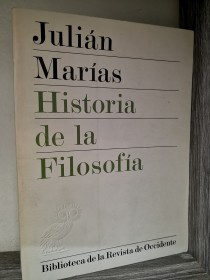 Julián
Marías
Historia
de la
Filosofía
Biblioteca de la Revista de Occidente